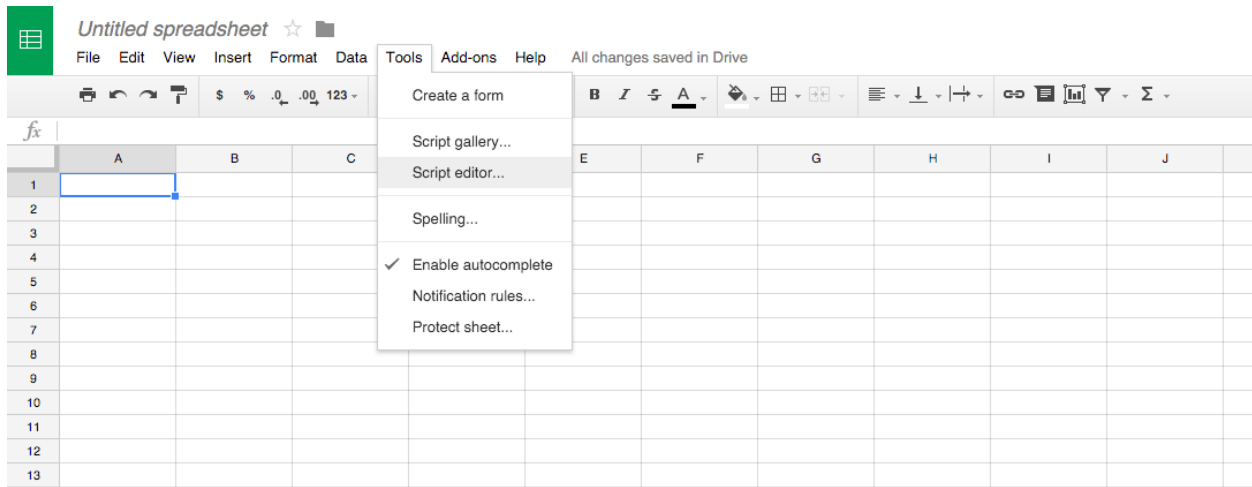 Untitled spreadsheet
File Edit View Insert Format Data Tools Add-ons Help All changes saved in Drive
$ % .0 .00 123 B I S A Σ
Create a form
fx
Script gallery...
A B C E F G H I J
Script editor...
1
2
Spelling...
3
4
Enable autocomplete
5
Notification rules...
6
Protect sheet...
7
8
9
10
11
12
13